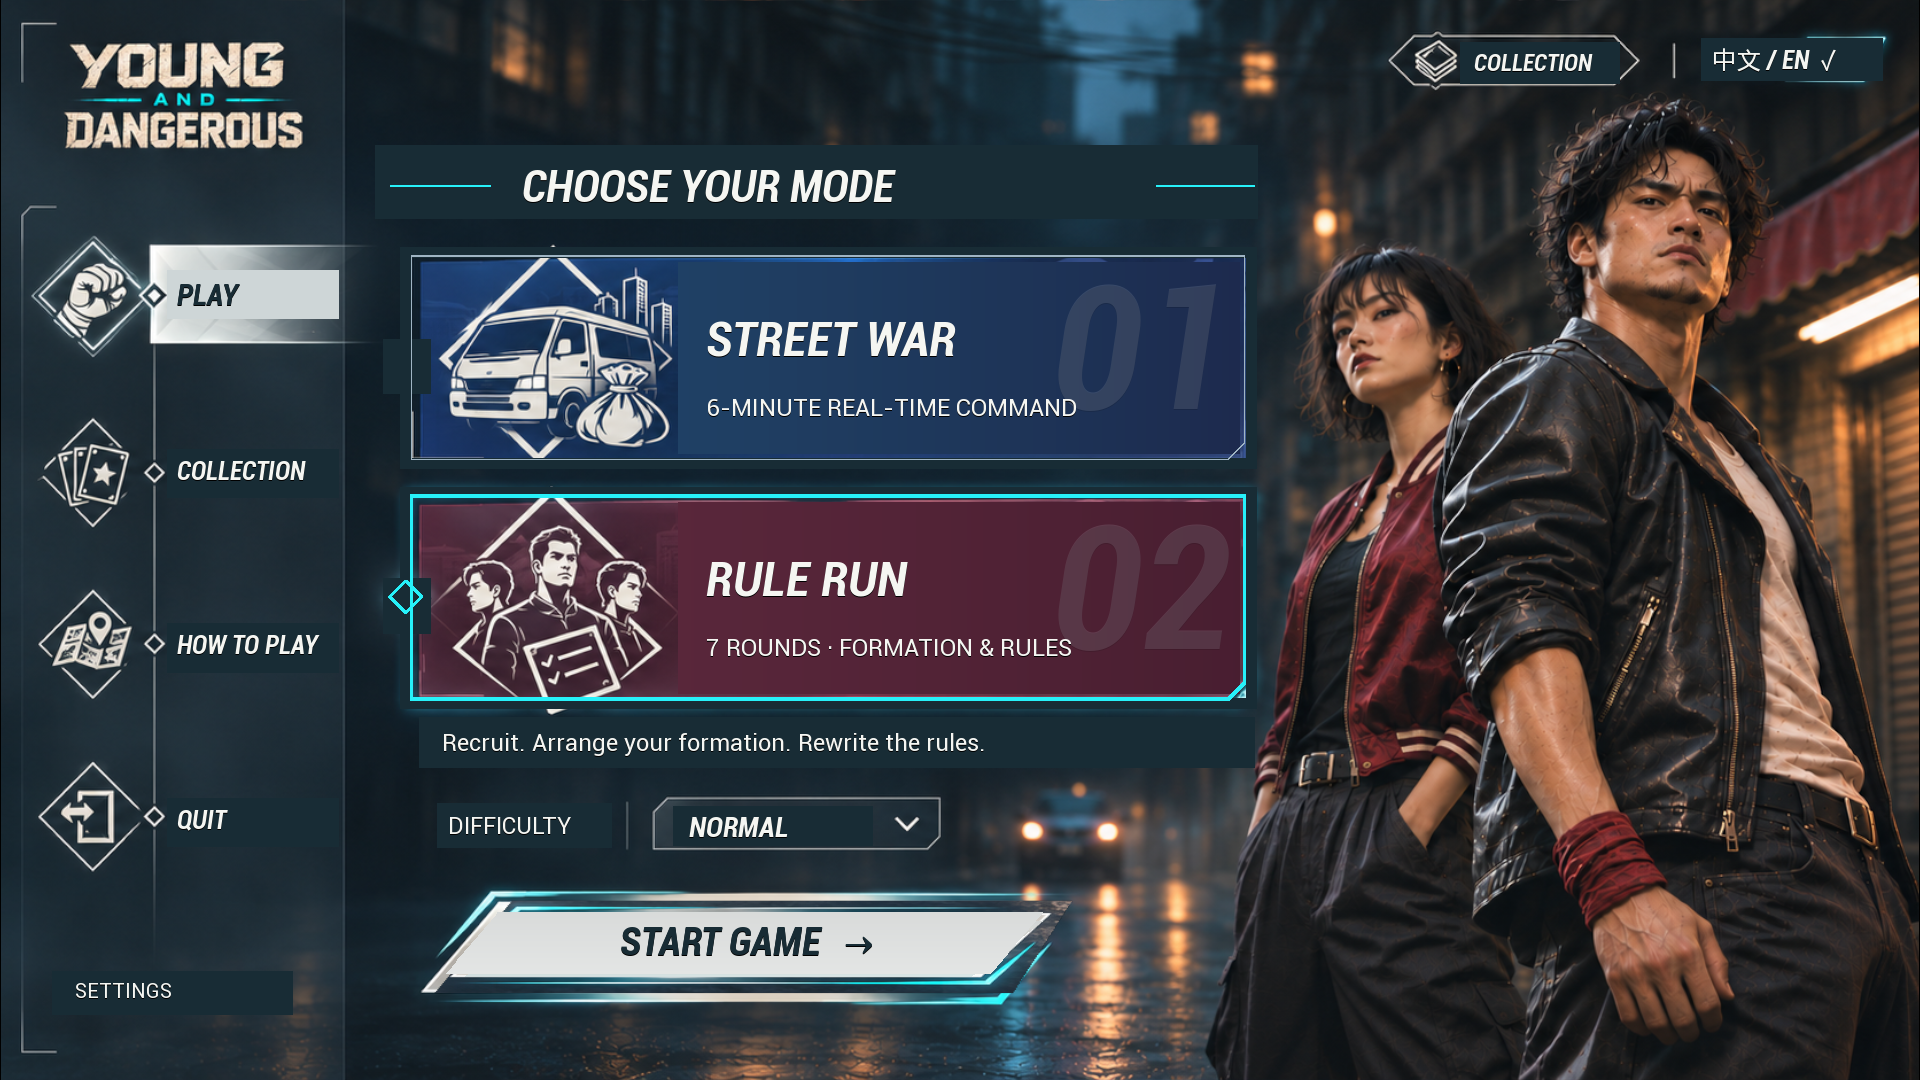 YOUNG
AND
DANGEROUS
COLLECTION
中文 / EN ✓
CHOOSE YOUR MODE
PLAY
COLLECTION
HOW TO PLAY
QUIT
SETTINGS
01
STREET WAR
6-MINUTE REAL-TIME COMMAND
02
RULE RUN
7 ROUNDS · FORMATION & RULES
Recruit. Arrange your formation. Rewrite the rules.
DIFFICULTY
NORMAL
START GAME →